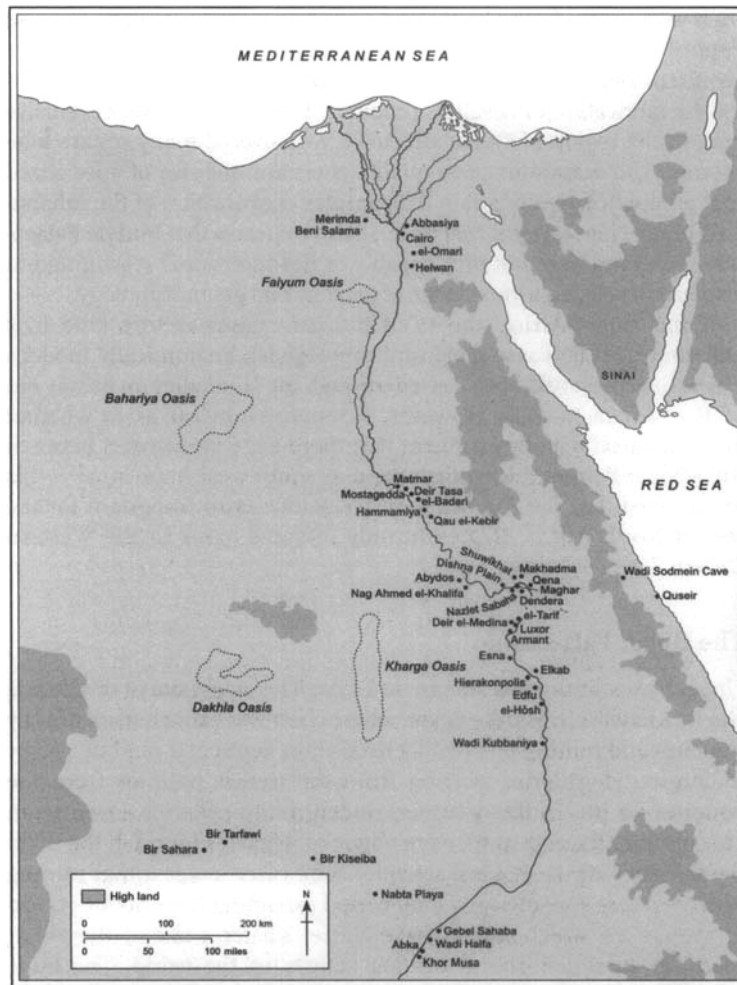 MEDITERRANEAN SEA
Merimda
Beni Salama
Abbasiya
Cairo
el-Omari
Helwan
Faiyum Oasis
SINAI
Bahariya Oasis
RED SEA
Matmar
Mostagedda
Deir Tasa
el-Badari
Hammamiya
Qau el-Kebir
Shuwikhat
Makhadma
Dishna Plain
Qena
Abydos
Maghar
Wadi Sodmein Cave
Nag Ahmed el-Khalifa
Nazlet Sabaha
Dendera
Quseir
el-Tarif
Deir el-Medina
Luxor
Armant
Esna
Kharga Oasis
Elkab
Hierakonpolis
Dakhla Oasis
Edfu
el-Hôsh
Wadi Kubbaniya
Bir Tarfawi
Bir Sahara
Bir Kiseiba
High land
Nabta Playa
0 100 200 km
0 50 100 miles
N
Gebel Sahaba
Wadi Halfa
Abka
Khor Musa